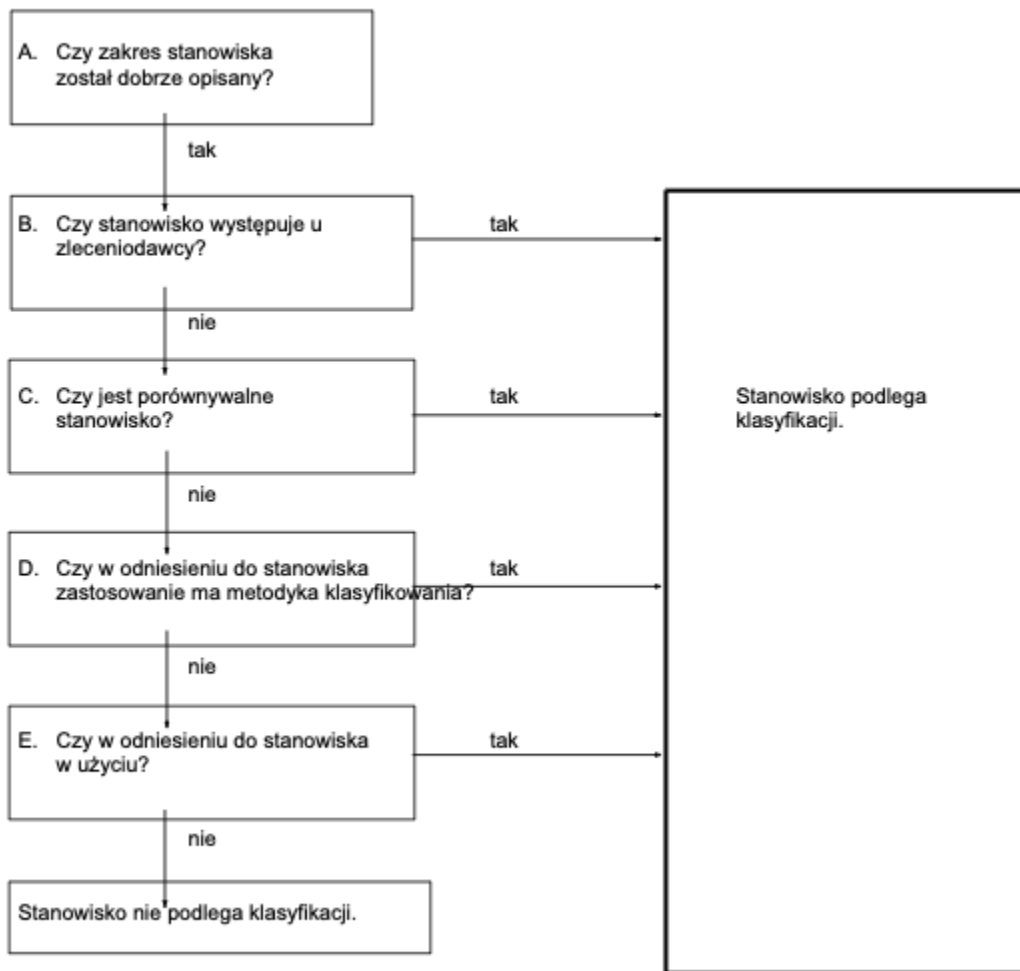 A. Czy zakres stanowiska
został dobrze opisany?
tak
B. Czy stanowisko występuje u
zleceniodawcy?
tak
nie
C. Czy jest porównywalne
stanowisko?
tak
Stanowisko podlega
klasyfikacji.
nie
D. Czy w odniesieniu do stanowiska
zastosowanie ma metodyka klasyfikowania?
tak
nie
E. Czy w odniesieniu do stanowiska
w użyciu?
tak
nie
Stanowisko nie podlega klasyfikacji.